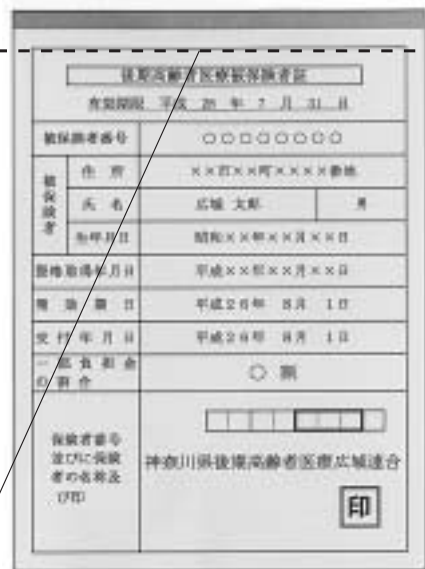 後期高齢者医療被保険者証
有効期限 平成 28 年 7 月 31 日
被保険者番号 ○○○○○○○○
被保険者
住 所 ××市××町××××番地
氏 名 広域 太郎 男
生年月日 昭和××年××月××日
資格取得年月日 平成××年××月××日
発 効 期 日 平成26年 8月 1日
交 付 年 月 日 平成26年 8月 1日
一部負担金の割合 ○ 割
保険者番号
並びに保険
者の名称及
び印
神奈川県後期高齢者医療広域連合
印